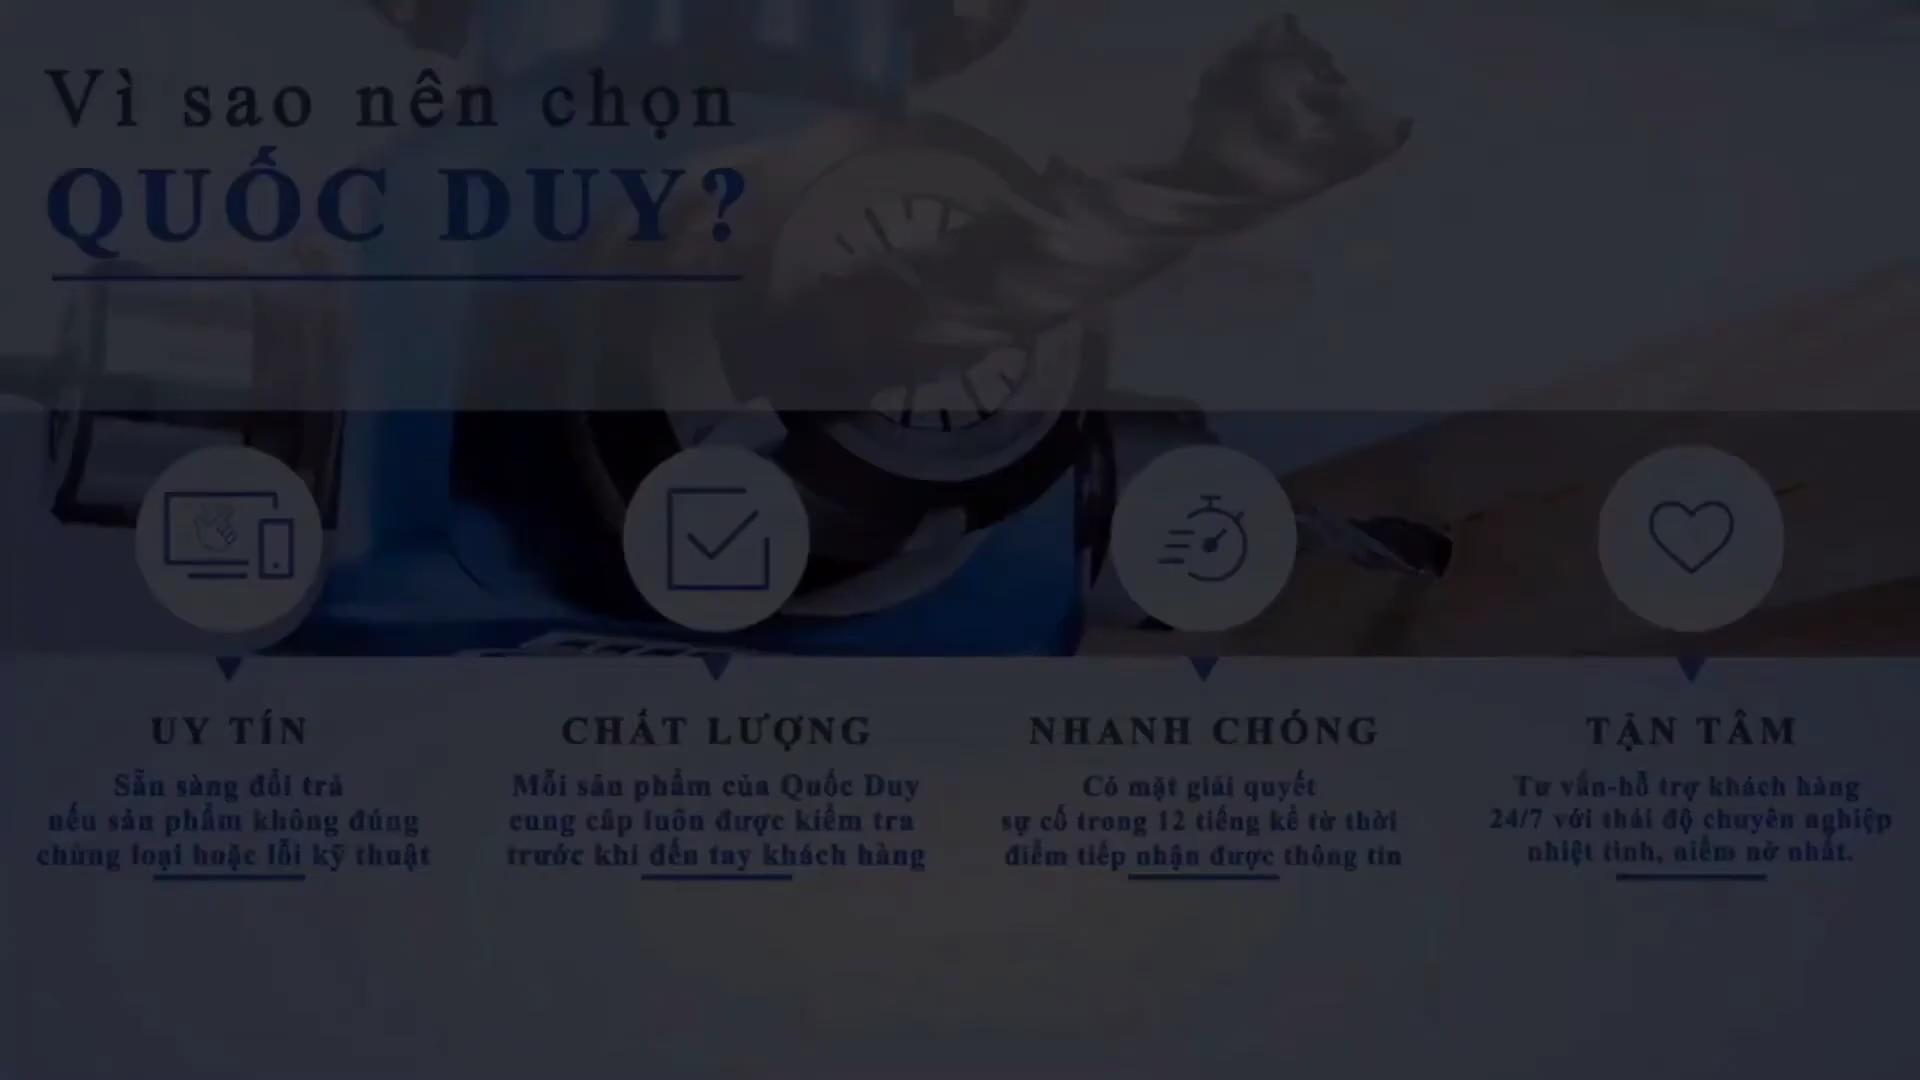 Vì sao nên chọn
QUỐC DUY?
UY TÍN
Sẵn sàng đổi trả
nếu sản phẩm không đúng
chủng loại hoặc lỗi kỹ thuật
CHẤT LƯỢNG
Mỗi sản phẩm của Quốc Duy
cung cấp luôn được kiểm tra
trước khi đến tay khách hàng
NHANH CHÓNG
Có mặt giải quyết
sự cố trong 12 tiếng kể từ thời
điểm tiếp nhận được thông tin
TẬN TÂM
Tư vấn-hỗ trợ khách hàng
24/7 với thái độ chuyên nghiệp
nhiệt tình, niềm nở nhất.